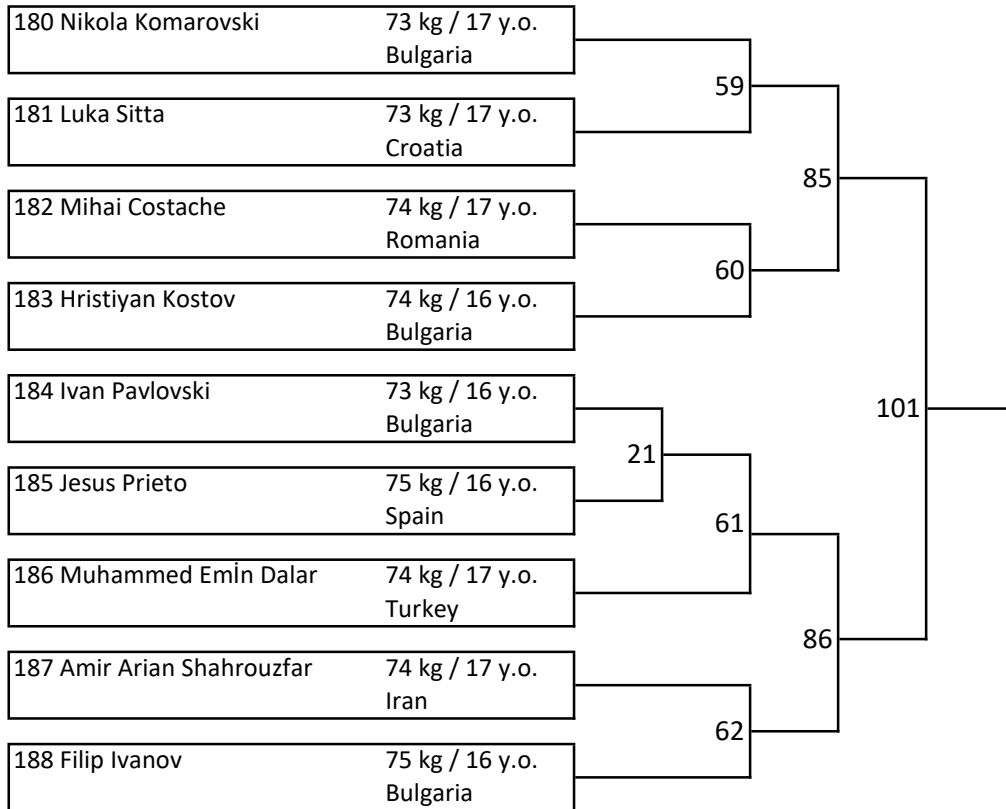 180 Nikola Komarovski 73 kg / 17 y.o.
Bulgaria
59
181 Luka Sitta 73 kg / 17 y.o.
Croatia
85
182 Mihai Costache 74 kg / 17 y.o.
Romania
60
183 Hristiyan Kostov 74 kg / 16 y.o.
Bulgaria
184 Ivan Pavlovski 73 kg / 16 y.o.
Bulgaria
101
21
185 Jesus Prieto 75 kg / 16 y.o.
Spain
61
186 Muhammed Emİn Dalar 74 kg / 17 y.o.
Turkey
86
187 Amir Arian Shahrouzfar 74 kg / 17 y.o.
Iran
62
188 Filip Ivanov 75 kg / 16 y.o.
Bulgaria